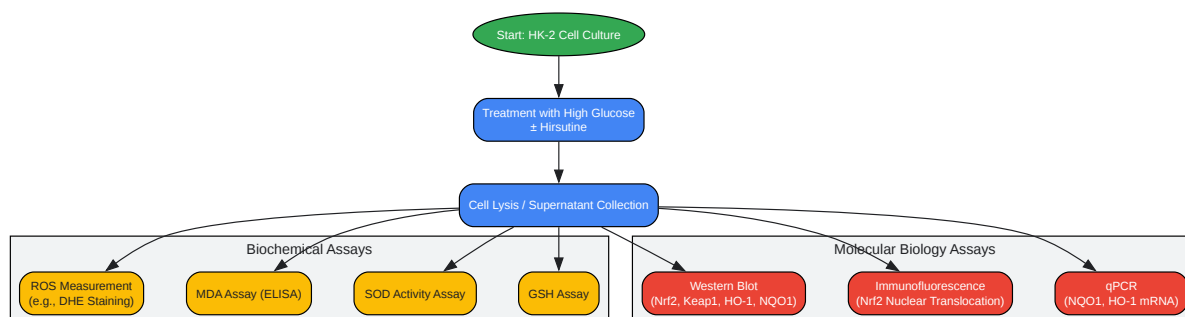 Start: HK-2 Cell Culture
Treatment with High Glucose
± Hirsutine
Cell Lysis / Supernatant Collection
Biochemical Assays
Molecular Biology Assays
ROS Measurement
(e.g., DHE Staining)
MDA Assay (ELISA)
SOD Activity Assay
GSH Assay
Western Blot
(Nrf2, Keap1, HO-1, NQO1)
Immunofluorescence
(Nrf2 Nuclear Translocation)
qPCR
(NQO1, HO-1 mRNA)